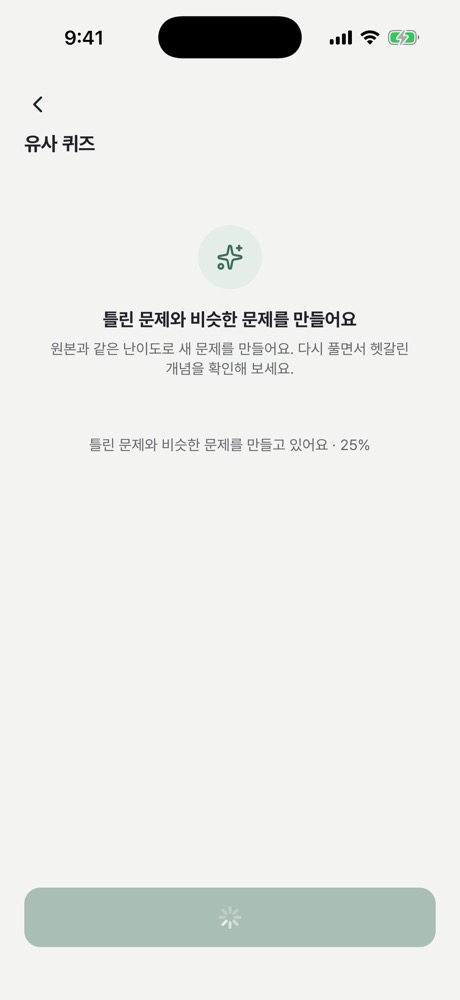 9:41
유사 퀴즈
틀린 문제와 비슷한 문제를 만들어요
원본과 같은 난이도로 새 문제를 만들어요. 다시 풀면서 헷갈린
개념을 확인해 보세요.
틀린 문제와 비슷한 문제를 만들고 있어요 · 25%